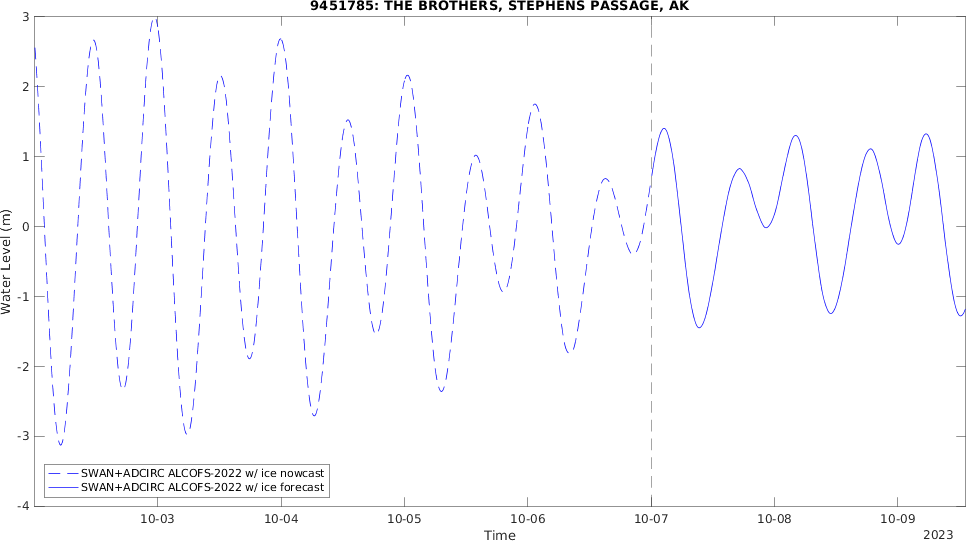 9451785: THE BROTHERS, STEPHENS PASSAGE, AK
3
2
1
0
-1
-2
-3
-4
Water Level (m)
SWAN+ADCIRC ALCOFS-2022 w/ ice nowcast
SWAN+ADCIRC ALCOFS-2022 w/ ice forecast
10-03 10-04 10-05 10-06 10-07 10-08 10-09
Time
2023